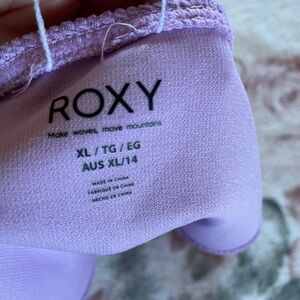 ROXY
Make waves, move mountains.
XL / TG / EG
AUS XL/14
MADE IN CHINA
FABRIQUÉ EN CHINE
HECHO EN CHINA